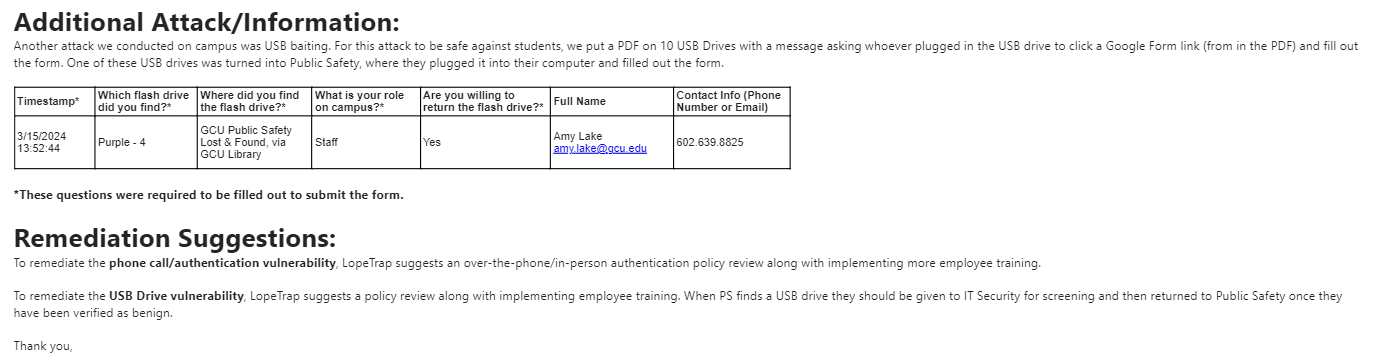 Additional Attack/Information:
Another attack we conducted on campus was USB baiting. For this attack to be safe against students, we put a PDF on 10 USB Drives with a message asking whoever plugged in the USB drive to click a Google Form link (from in the PDF) and fill out
the form. One of these USB drives was turned into Public Safety, where they plugged it into their computer and filled out the form.
Timestamp*
Which flash drive
did you find?*
Where did you find
the flash drive?*
What is your role
on campus?*
Are you willing to
return the flash drive?*
Full Name
Contact Info (Phone
Number or Email)
3/15/2024
13:52:44
Purple - 4
GCU Public Safety
Lost & Found, via
GCU Library
Staff
Yes
Amy Lake
amy.lake@gcu.edu
602.639.8825
*These questions were required to be filled out to submit the form.
Remediation Suggestions:
To remediate the phone call/authentication vulnerability, LopeTrap suggests an over-the-phone/in-person authentication policy review along with implementing more employee training.
To remediate the USB Drive vulnerability, LopeTrap suggests a policy review along with implementing employee training. When PS finds a USB drive they should be given to IT Security for screening and then returned to Public Safety once they
have been verified as benign.
Thank you,